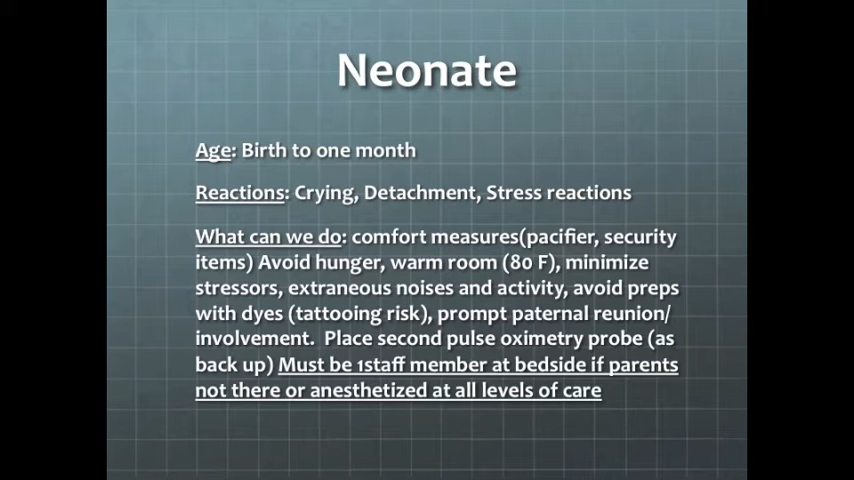 Neonate
Age: Birth to one month
Reactions: Crying, Detachment, Stress reactions
What can we do: comfort measures(pacifier, security
items) Avoid hunger, warm room (80 F), minimize
stressors, extraneous noises and activity, avoid preps
with dyes (tattooing risk), prompt paternal reunion/
involvement.  Place second pulse oximetry probe (as
back up) Must be 1staff member at bedside if parents
not there or anesthetized at all levels of care